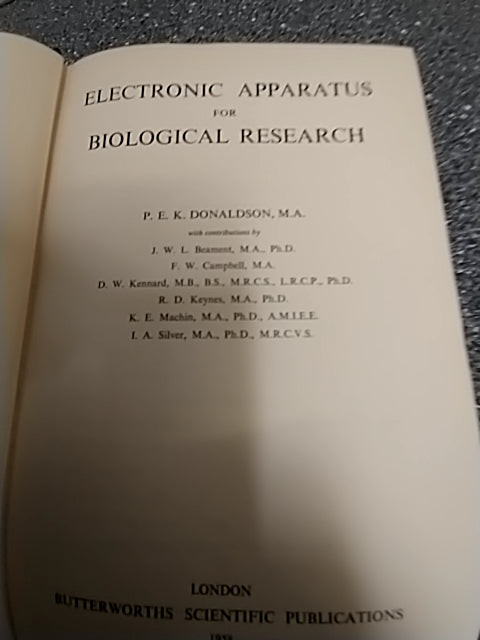 ELECTRONIC APPARATUS
FOR
BIOLOGICAL RESEARCH
P. E. K. DONALDSON, M.A.
with contributions by
J. W. L. Beament, M.A., Ph.D.
F. W. Campbell, M.A.
D. W. Kennard, M.B., B.S., M.R.C.S., L.R.C.P., Ph.D.
R. D. Keynes, M.A., Ph.D.
K. E. Machin, M.A., Ph.D., A.M.I.E.E.
I. A. Silver, M.A., Ph.D., M.R.C.V.S.
LONDON
BUTTERWORTHS SCIENTIFIC PUBLICATIONS